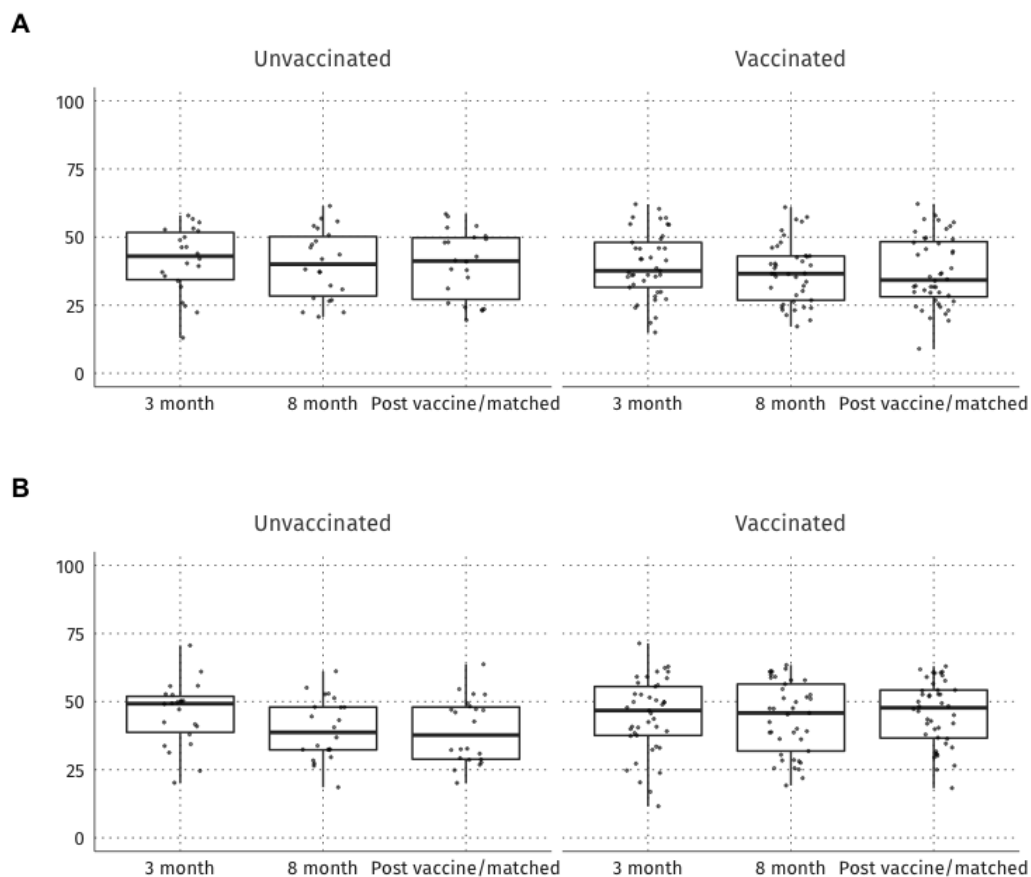 A
Unvaccinated Vaccinated
100
75
50
25
0
3 month 8 month Post vaccine/matched 3 month 8 month Post vaccine/matched
B
Unvaccinated Vaccinated
100
75
50
25
0
3 month 8 month Post vaccine/matched 3 month 8 month Post vaccine/matched